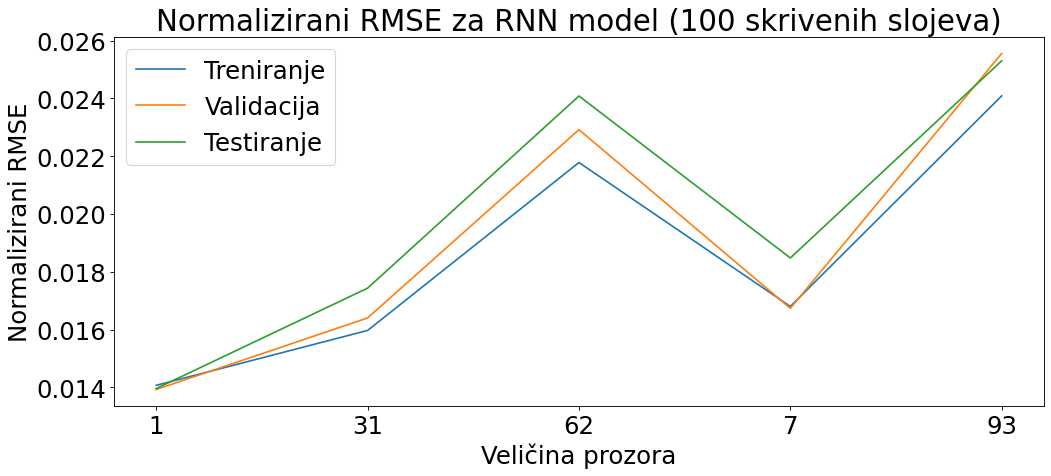 Normalizirani RMSE za RNN model (100 skrivenih slojeva)
Normalizirani RMSE
0.026
0.024
0.022
0.020
0.018
0.016
0.014
Treniranje
Validacija
Testiranje
1 31 62 7 93
Veličina prozora